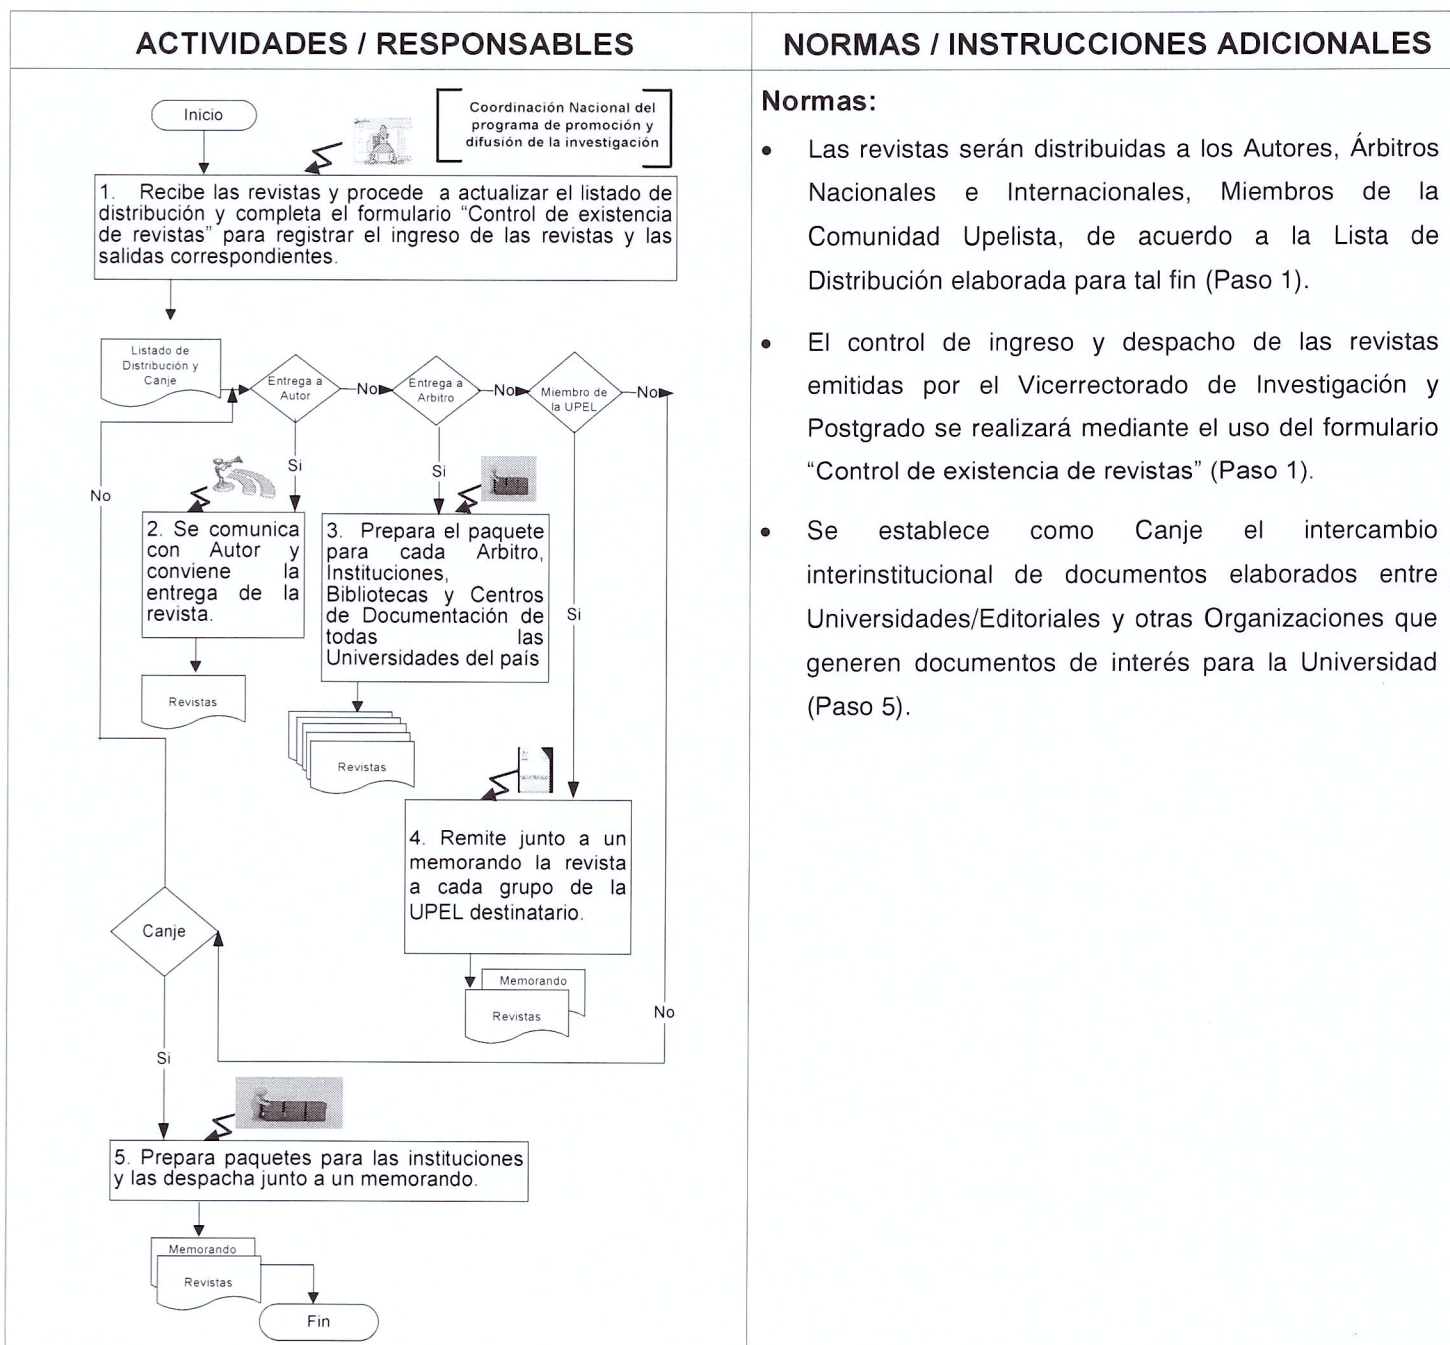 ACTIVIDADES / RESPONSABLES
NORMAS / INSTRUCCIONES ADICIONALES
Inicio
Coordinación Nacional del
programa de promoción y
difusión de la investigación
1. Recibe las revistas y procede a actualizar el listado de
distribución y completa el formulario “Control de existencia
de revistas” para registrar el ingreso de las revistas y las
salidas correspondientes.
Listado de
Distribución y
Canje
Entrega a
Autor
No
Entrega a
Arbitro
No
Miembro de
la UPEL
No
Si
Si
No
2. Se comunica
con Autor y
conviene la
entrega de la
revista.
3. Prepara el paquete
para cada Arbitro,
Instituciones,
Bibliotecas y Centros
de Documentación de
todas las
Universidades del país
Si
Revistas
Revistas
4. Remite junto a un
memorando la revista
a cada grupo de la
UPEL destinatario.
Canje
Memorando
Revistas
No
Si
5. Prepara paquetes para las instituciones
y las despacha junto a un memorando.
Memorando
Revistas
Fin
Normas:
• Las revistas serán distribuidas a los Autores, Árbitros
Nacionales e Internacionales, Miembros de la
Comunidad Upelista, de acuerdo a la Lista de
Distribución elaborada para tal fin (Paso 1).
• El control de ingreso y despacho de las revistas
emitidas por el Vicerrectorado de Investigación y
Postgrado se realizará mediante el uso del formulario
“Control de existencia de revistas” (Paso 1).
• Se establece como Canje el intercambio
interinstitucional de documentos elaborados entre
Universidades/Editoriales y otras Organizaciones que
generen documentos de interés para la Universidad
(Paso 5).